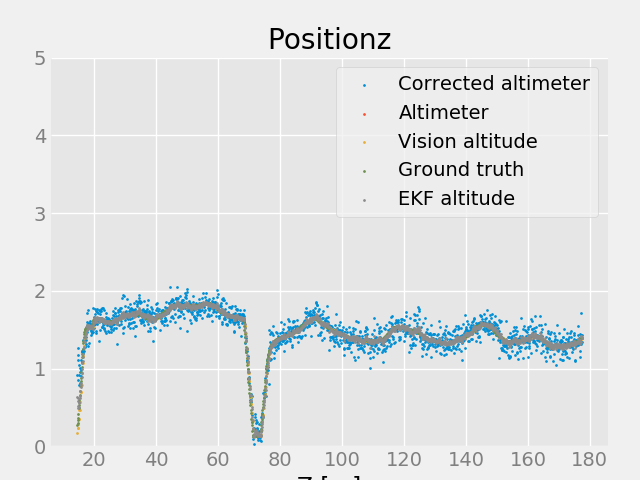 Positionz
5
4
3
2
1
0
Corrected altimeter
Altimeter
Vision altitude
Ground truth
EKF altitude
20 40 60 80 100 120 140 160 180